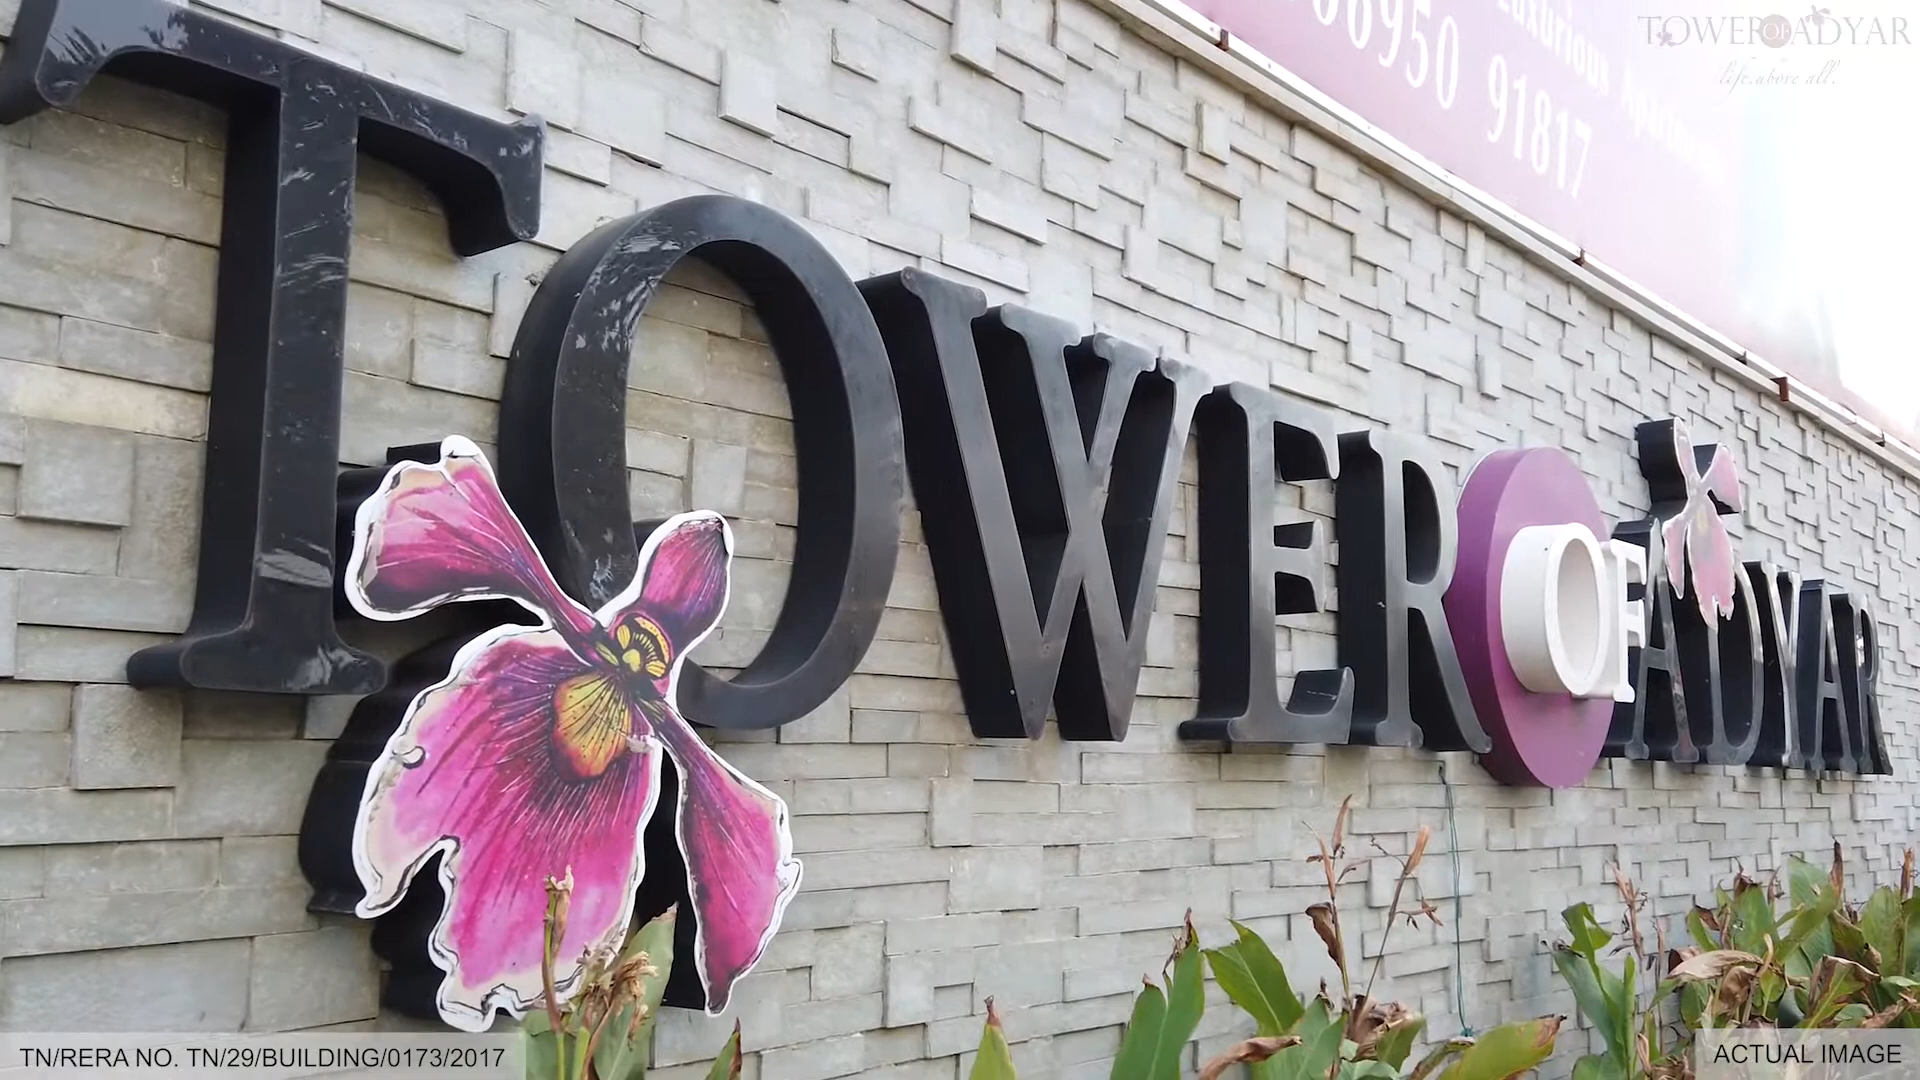 TOWER OF ADYAR
life.above all.
Luxurious
950 91817
TOWER OF ADYAR
TN/RERA NO. TN/29/BUILDING/0173/2017
ACTUAL IMAGE